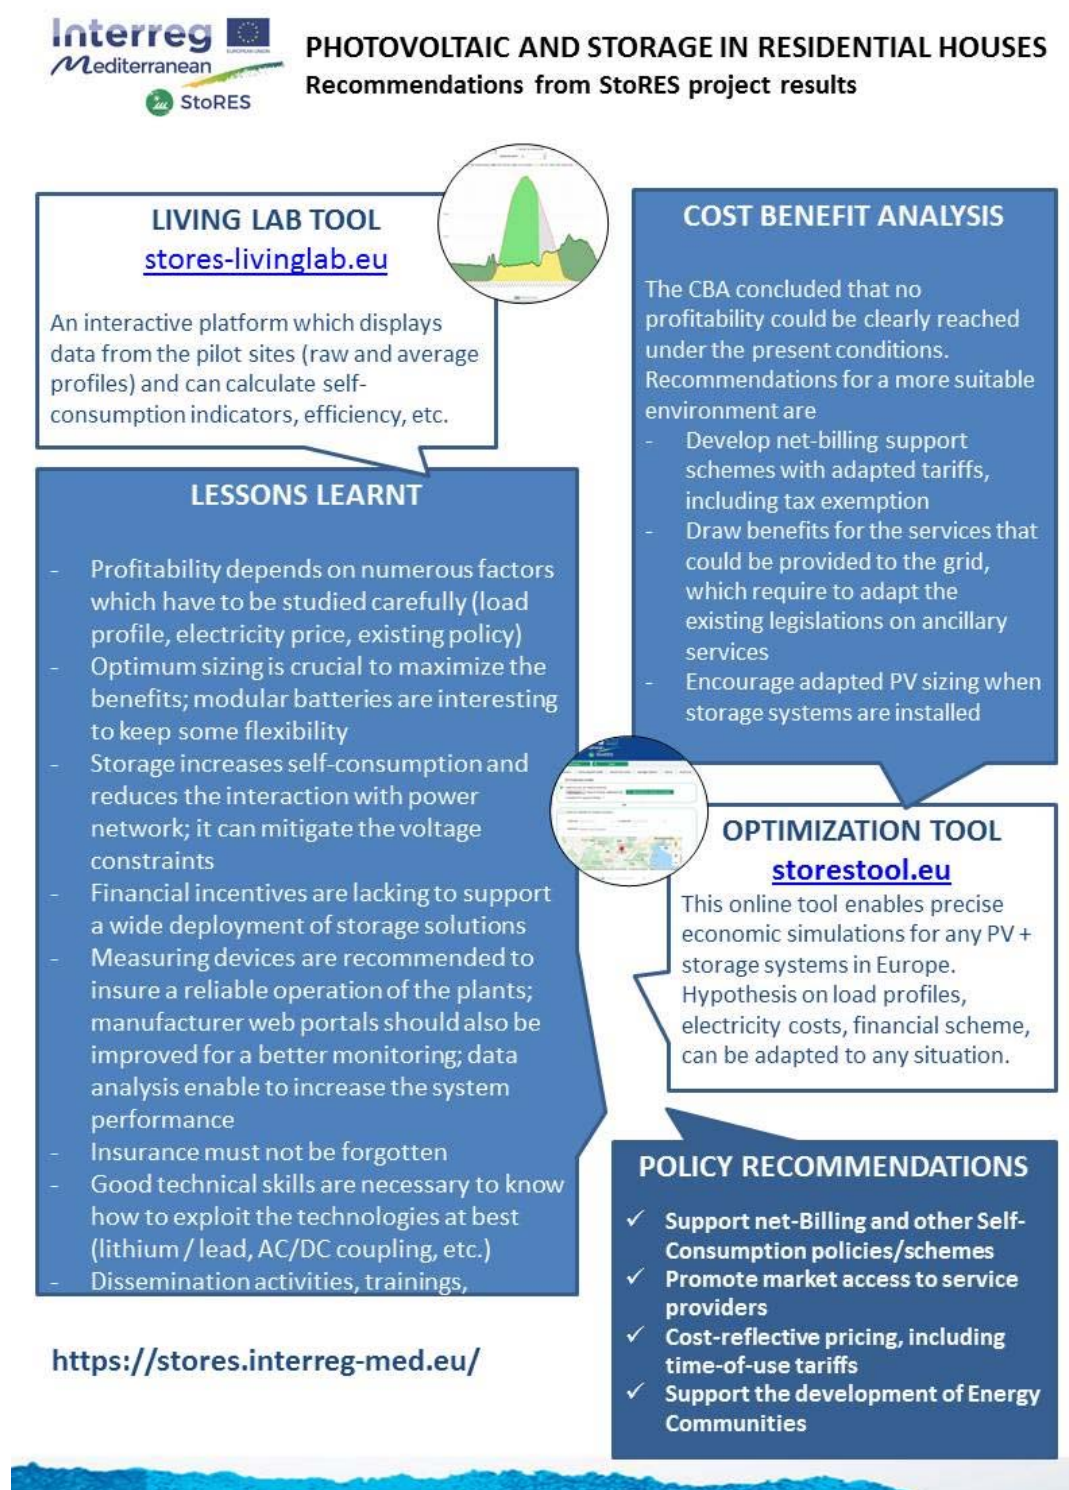 Interreg
EUROPEAN UNION
Mediterranean
StoRES
PHOTOVOLTAIC AND STORAGE IN RESIDENTIAL HOUSES
Recommendations from StoRES project results
LIVING LAB TOOL
stores-livinglab.eu
An interactive platform which displays
data from the pilot sites (raw and average
profiles) and can calculate self-
consumption indicators, efficiency, etc.
LESSONS LEARNT
- Profitability depends on numerous factors
which have to be studied carefully (load
profile, electricity price, existing policy)
- Optimum sizing is crucial to maximize the
benefits; modular batteries are interesting
to keep some flexibility
- Storage increases self-consumption and
reduces the interaction with power
network; it can mitigate the voltage
constraints
- Financial incentives are lacking to support
a wide deployment of storage solutions
- Measuring devices are recommended to
insure a reliable operation of the plants;
manufacturer web portals should also be
improved for a better monitoring; data
analysis enable to increase the system
performance
- Insurance must not be forgotten
- Good technical skills are necessary to know
how to exploit the technologies at best
(lithium / lead, AC/DC coupling, etc.)
- Dissemination activities, trainings,
https://stores.interreg-med.eu/
COST BENEFIT ANALYSIS
The CBA concluded that no
profitability could be clearly reached
under the present conditions.
Recommendations for a more suitable
environment are
- Develop net-billing support
schemes with adapted tariffs,
including tax exemption
- Draw benefits for the services that
could be provided to the grid,
which require to adapt the
existing legislations on ancillary
services
- Encourage adapted PV sizing when
storage systems are installed
OPTIMIZATION TOOL
storestool.eu
This online tool enables precise
economic simulations for any PV +
storage systems in Europe.
Hypothesis on load profiles,
electricity costs, financial scheme,
can be adapted to any situation.
POLICY RECOMMENDATIONS
✓ Support net-Billing and other Self-
Consumption policies/schemes
✓ Promote market access to service
providers
✓ Cost-reflective pricing, including
time-of-use tariffs
✓ Support the development of Energy
Communities